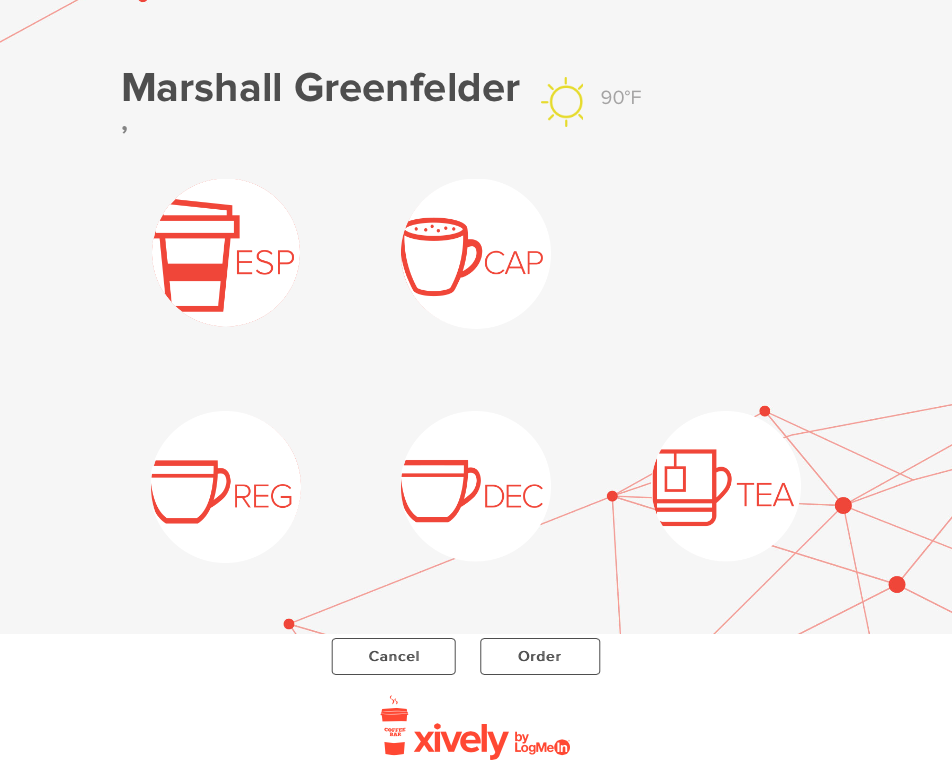 Marshall Greenfelder 90°F
,
ESP
CAP
REG
DEC
TEA
Cancel
Order
COFFEE
BAR
xively by
LogMeIn